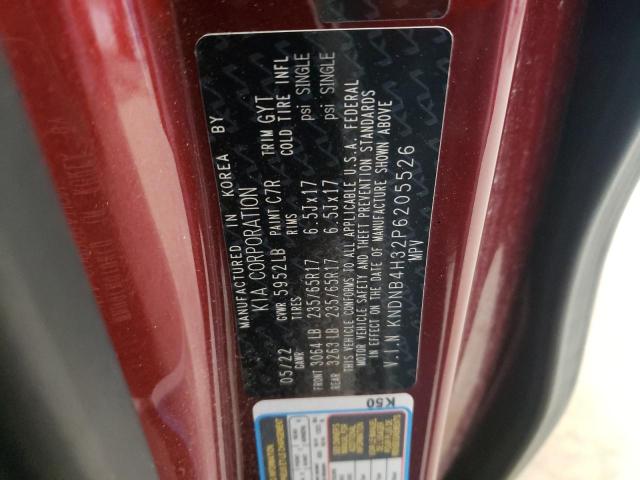 MANUFACTURED IN KOREA BY
KIA CORPORATION
05/22 GVWR 5952LB PAINT C7R TRIM GYT
GAWR TIRES RIMS COLD TIRE INFL
FRONT 3064 LB 235/65R17 6.5Jx17 psi SINGLE
REAR 3263 LB 235/65R17 6.5Jx17 psi SINGLE
THIS VEHICLE CONFORMS TO ALL APPLICABLE U.S.A. FEDERAL
MOTOR VEHICLE SAFETY AND THEFT PREVENTION STANDARDS
IN EFFECT ON THE DATE OF MANUFACTURE SHOWN ABOVE
V.I.N KNDNB4H32P6205526
MPV
K50